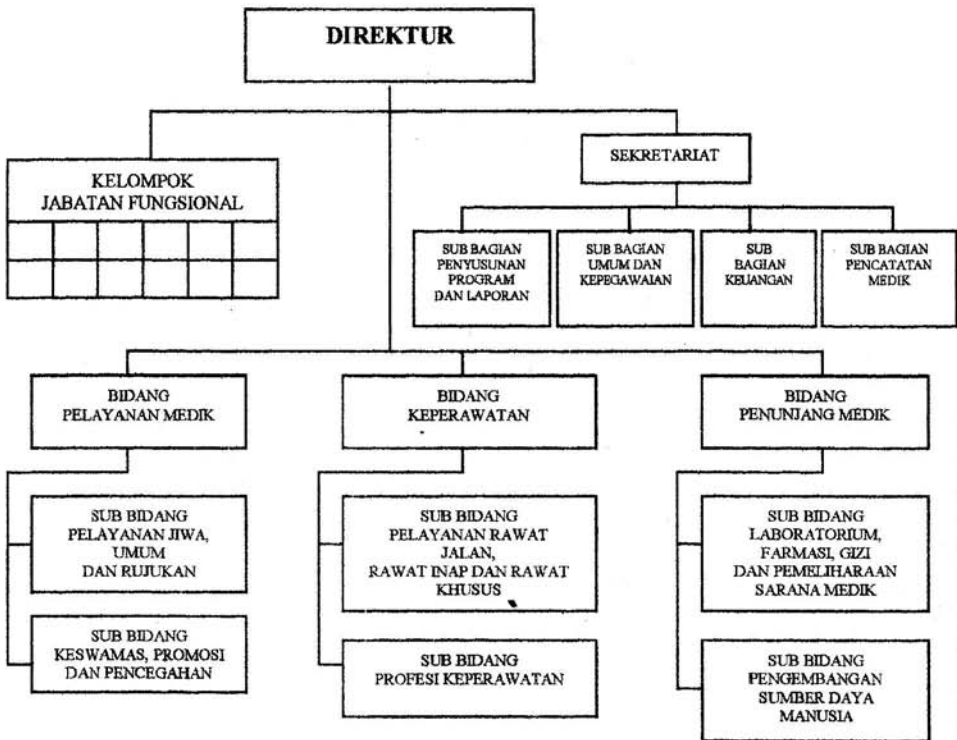 DIREKTUR
SEKRETARIAT
KELOMPOK
JABATAN FUNGSIONAL
SUB BAGIAN
PENYUSUNAN
PROGRAM
DAN LAPORAN
SUB BAGIAN
UMUM DAN
KEPEGAWAIAN
SUB
BAGIAN
KEUANGAN
SUB BAGIAN
PENCATATAN
MEDIK
BIDANG
PELAYANAN MEDIK
BIDANG
KEPERAWATAN
BIDANG
PENUNJANG MEDIK
SUB BIDANG
PELAYANAN JIWA,
UMUM
DAN RUJUKAN
SUB BIDANG
PELAYANAN RAWAT
JALAN,
RAWAT INAP DAN RAWAT
KHUSUS
SUB BIDANG
LABORATORIUM,
FARMASI, GIZI
DAN PEMELIHARAAN
SARANA MEDIK
SUB BIDANG
KESWAMAS, PROMOSI
DAN PENCEGAHAN
SUB BIDANG
PROFESI KEPERAWATAN
SUB BIDANG
PENGEMBANGAN
SUMBER DAYA
MANUSIA